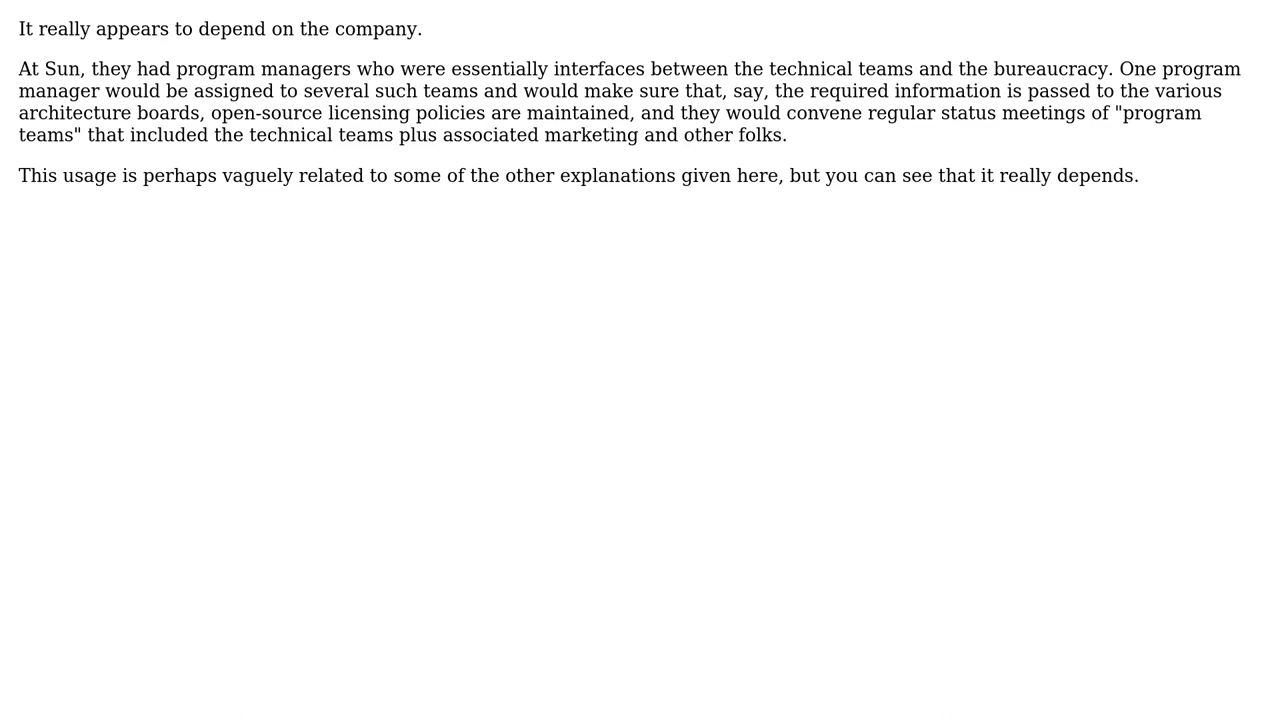 It really appears to depend on the company.
At Sun, they had program managers who were essentially interfaces between the technical teams and the bureaucracy. One program
manager would be assigned to several such teams and would make sure that, say, the required information is passed to the various
architecture boards, open-source licensing policies are maintained, and they would convene regular status meetings of "program
teams" that included the technical teams plus associated marketing and other folks.
This usage is perhaps vaguely related to some of the other explanations given here, but you can see that it really depends.